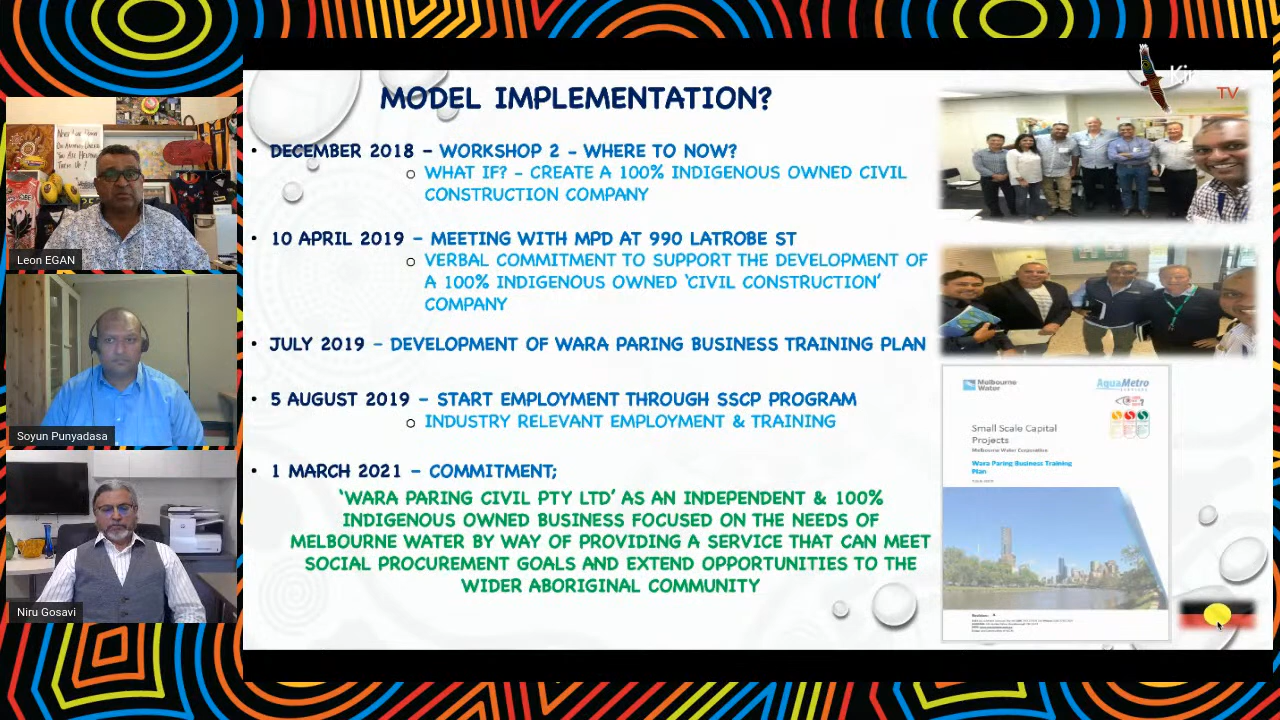 MODEL IMPLEMENTATION?
• DECEMBER 2018 – WORKSHOP 2 – WHERE TO NOW?
o WHAT IF? – CREATE A 100% INDIGENOUS OWNED CIVIL
CONSTRUCTION COMPANY
• 10 APRIL 2019 – MEETING WITH MPD AT 990 LATROBE ST
o VERBAL COMMITMENT TO SUPPORT THE DEVELOPMENT OF
A 100% INDIGENOUS OWNED ‘CIVIL CONSTRUCTION’
COMPANY
• JULY 2019 – DEVELOPMENT OF WARA PARING BUSINESS TRAINING PLAN
• 5 AUGUST 2019 – START EMPLOYMENT THROUGH SSCP PROGRAM
o INDUSTRY RELEVANT EMPLOYMENT & TRAINING
• 1 MARCH 2021 – COMMITMENT;
‘WARA PARING CIVIL PTY LTD’ AS AN INDEPENDENT & 100%
INDIGENOUS OWNED BUSINESS FOCUSED ON THE NEEDS OF
MELBOURNE WATER BY WAY OF PROVIDING A SERVICE THAT CAN MEET
SOCIAL PROCUREMENT GOALS AND EXTEND OPPORTUNITIES TO THE
WIDER ABORIGINAL COMMUNITY
TV
Melbourne
Water
AquaMetro
Small Scale Capital
Projects
Melbourne Water Corporation
Wara Paring Business Training
Plan
Leon EGAN
Soyun Punyadasa
Niru Gosavi